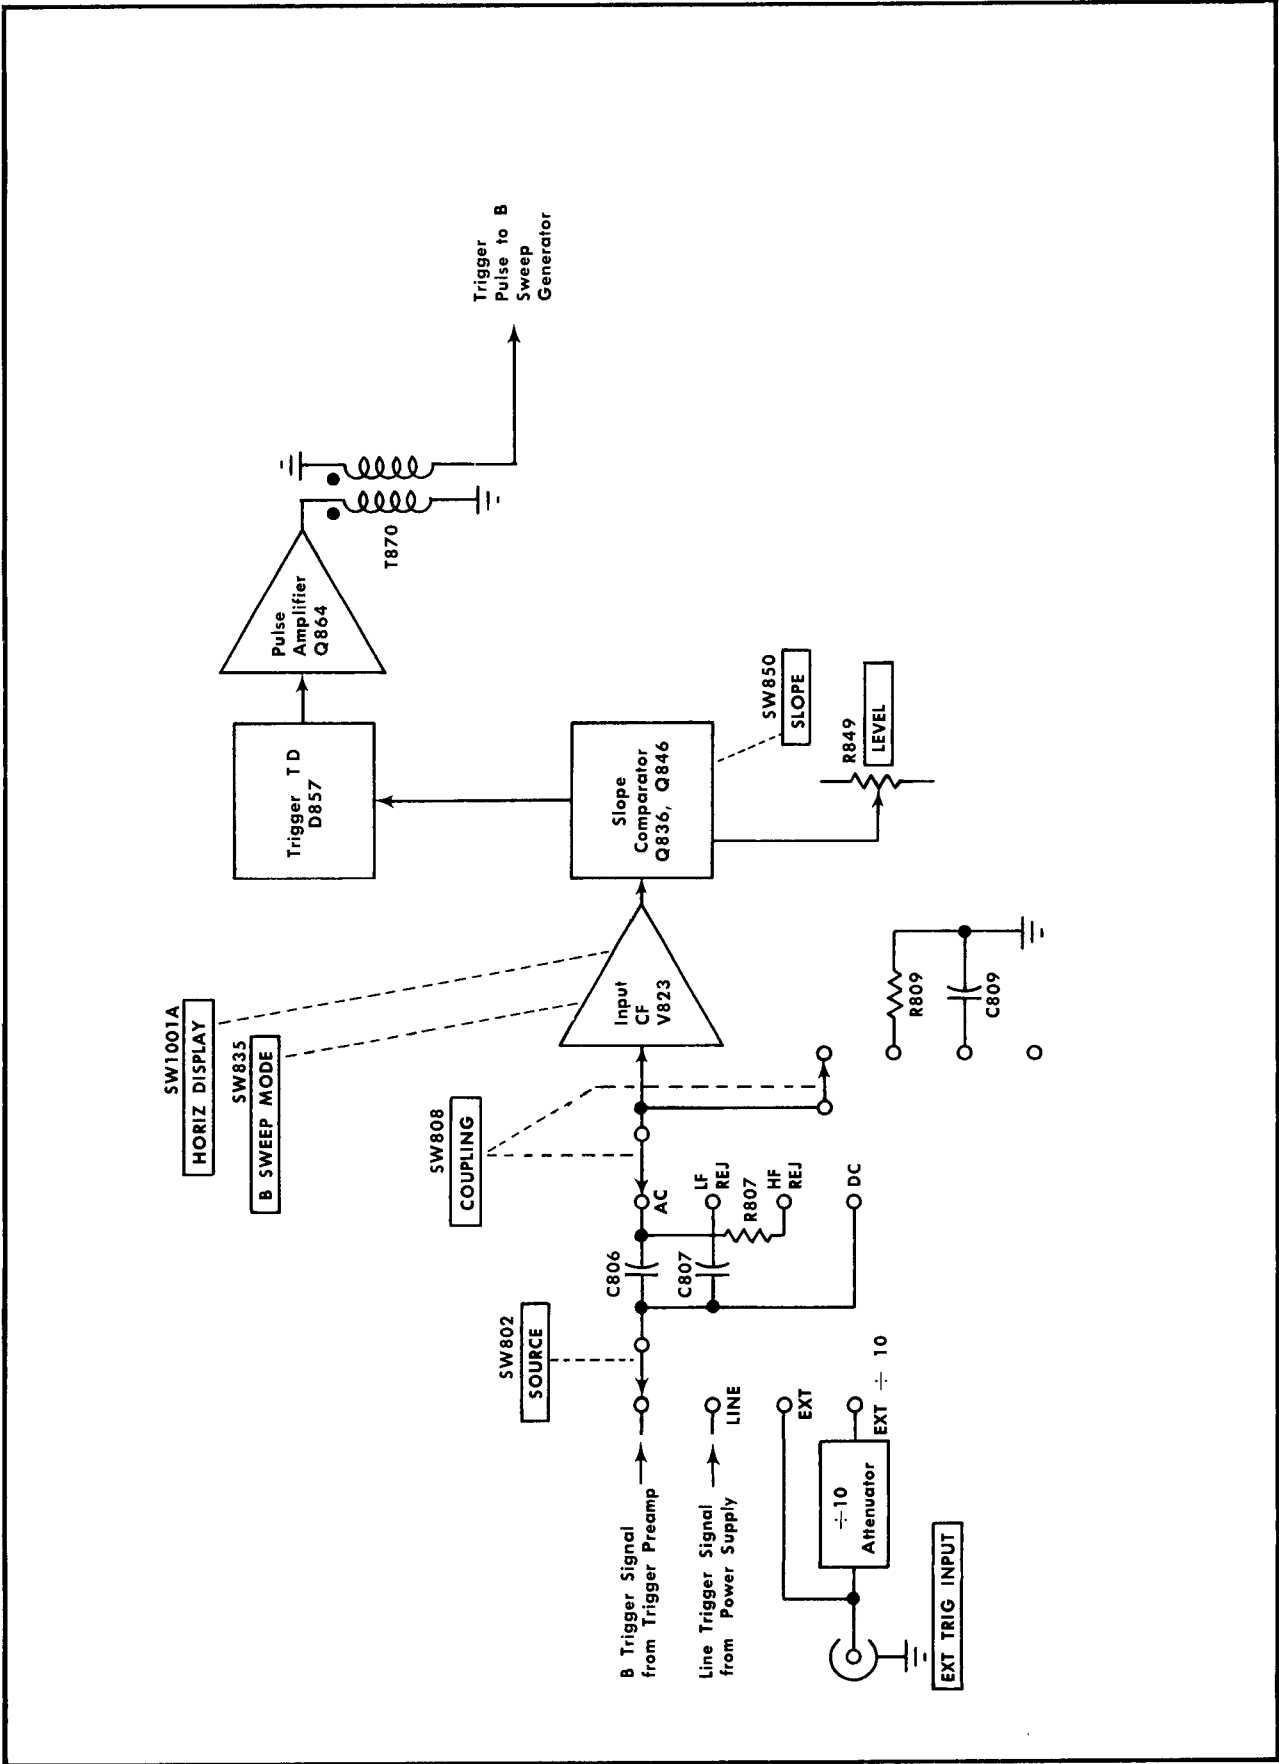 Trigger
Pulse to B
Sweep
Generator
T870
Pulse
Amplifier
Q864
Trigger TD
D857
SW850
SLOPE
R849
LEVEL
Slope
Comparator
Q836, Q846
SW1001A
HORIZ DISPLAY
SW835
B SWEEP MODE
Input
CF
V823
R809
C809
SW808
COUPLING
AC
LF
REJ
HF
REJ
DC
R807
C806
C807
SW802
SOURCE
LINE
EXT
EXT ÷ 10
B Trigger Signal
from Trigger Preamp
Line Trigger Signal
from Power Supply
÷10
Attenuator
EXT TRIG INPUT